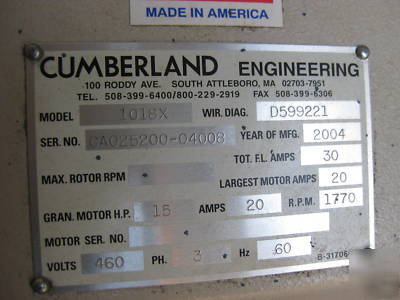 MADE IN AMERICA
CUMBERLAND ENGINEERING
100 RODDY AVE. SOUTH ATTLEBORO, MA 02703-7951
TEL. 508-399-6400/800-229-2919 FAX 508-399-6306
MODEL 1018X WIR. DIAG. D599221
SER. NO. CA025200-04008 YEAR OF MFG. 2004
TOT. F.L. AMPS 30
MAX. ROTOR RPM LARGEST MOTOR AMPS 20
GRAN. MOTOR H.P. 15 AMPS 20 R.P.M. 1770
MOTOR SER. NO.
VOLTS 460 PH. 3 Hz 60 B-31706